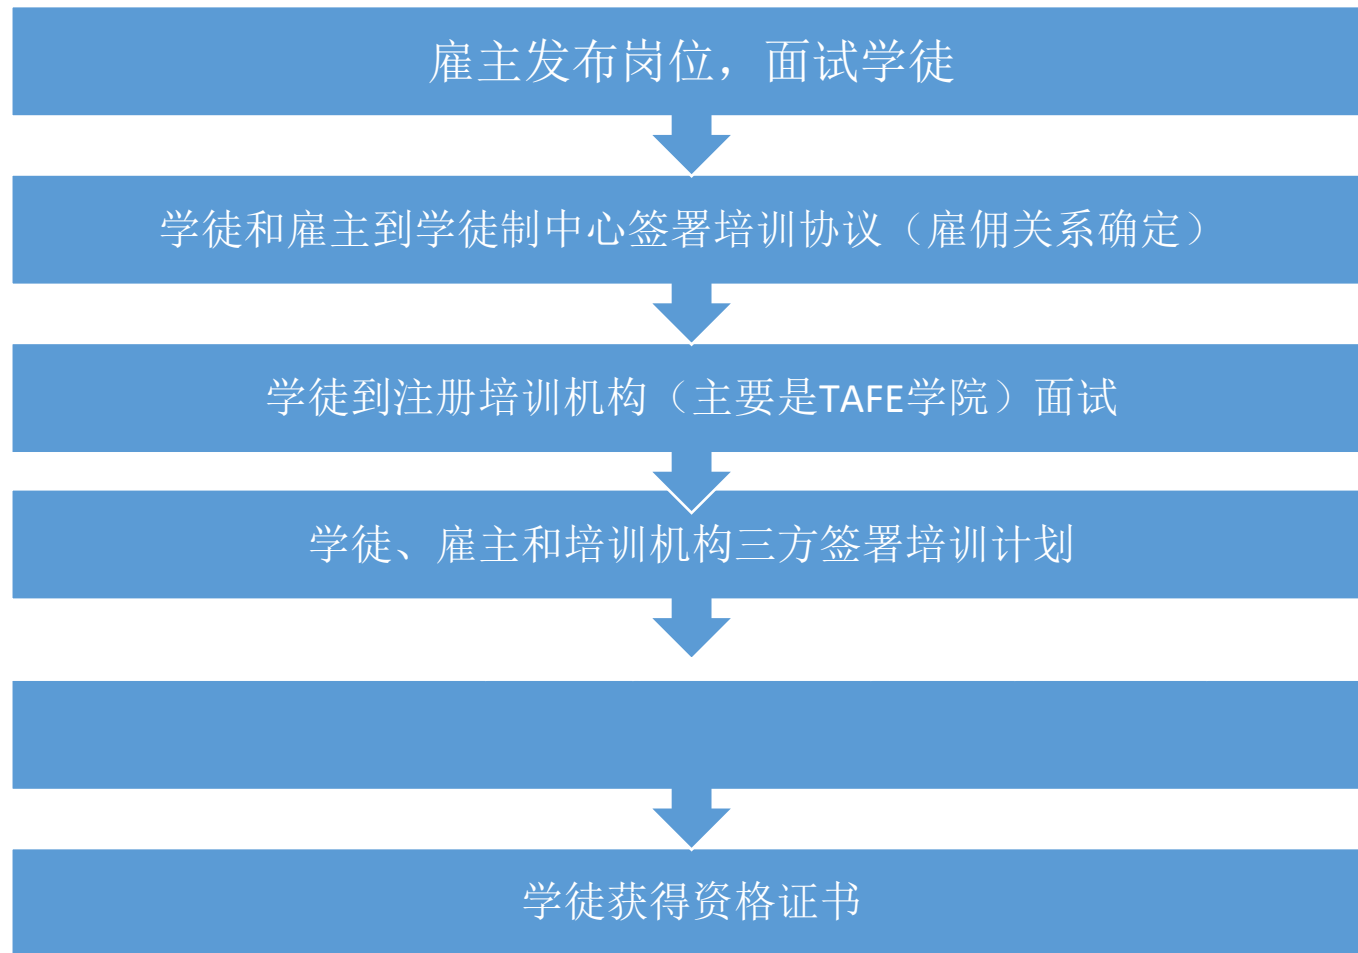 雇主发布岗位，面试学徒
学徒和雇主到学徒制中心签署培训协议（雇佣关系确定）
学徒到注册培训机构（主要是TAFE学院）面试
学徒、雇主和培训机构三方签署培训计划
学徒获得资格证书